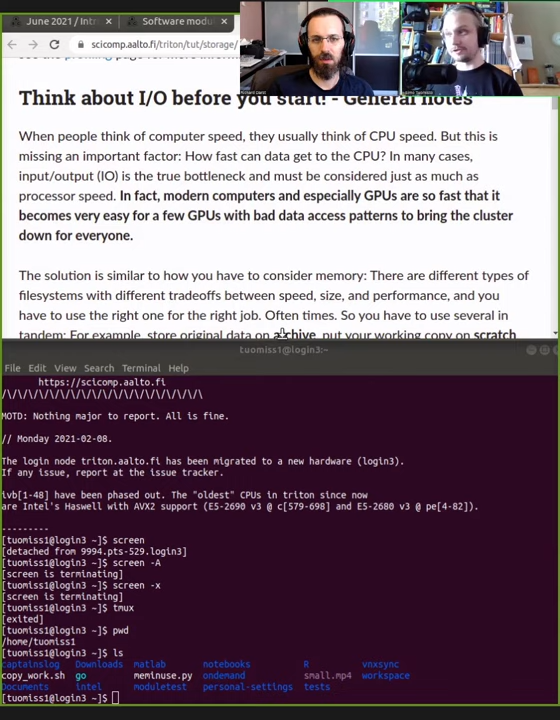 June 2021 / Intr
Software modu
scicomp.aalto.fi/triton/tut/storage/
Think about I/O before you start! - General notes
When people think of computer speed, they usually think of CPU speed. But this is
missing an important factor: How fast can data get to the CPU? In many cases,
input/output (IO) is the true bottleneck and must be considered just as much as
processor speed. In fact, modern computers and especially GPUs are so fast that it
becomes very easy for a few GPUs with bad data access patterns to bring the cluster
down for everyone.
The solution is similar to how you have to consider memory: There are different types of
filesystems with different tradeoffs between speed, size, and performance, and you
have to use the right one for the right job. Often times. So you have to use several in
tandem: For example, store original data on archive, put your working copy on scratch
tuomiss1@login3:~
File Edit View Search Terminal Help
https://scicomp.aalto.fi
/\/\/\/\/\/\/\/\/\/\/\/\/\/\/\/\/\
MOTD: Nothing major to report. All is fine.
// Monday 2021-02-08.
The login node triton.aalto.fi has been migrated to a new hardware (login3).
If any issue, report at the issue tracker.
ivb[1-48] have been phased out. The "oldest" CPUs in triton since now
are Intel's Haswell with AVX2 support (E5-2690 v3 @ c[579-698] and E5-2680 v3 @ pe[4-82]).
--------
[tuomiss1@login3 ~]$ screen
[detached from 9994.pts-529.login3]
[tuomiss1@login3 ~]$ screen -A
[screen is terminating]
[tuomiss1@login3 ~]$ screen -x
[screen is terminating]
[tuomiss1@login3 ~]$ tmux
[exited]
[tuomiss1@login3 ~]$ pwd
/home/tuomiss1
[tuomiss1@login3 ~]$ ls
captainslog Downloads matlab notebooks R vnxsync
copy_work.sh go meminuse.py ondemand small.mp4 workspace
Documents intel moduletest personal-settings tests
[tuomiss1@login3 ~]$